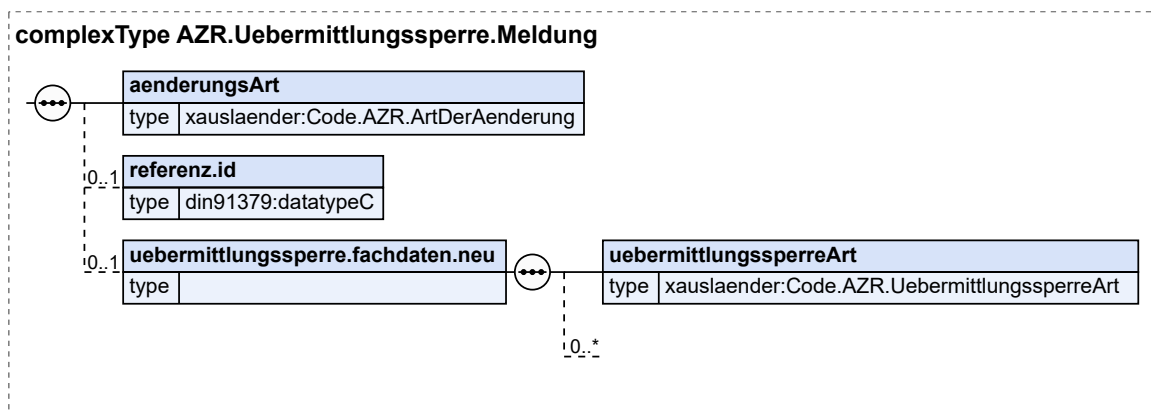 complexType AZR.Uebermittlungssperre.Meldung
aenderungsArt
type xauslaender:Code.AZR.ArtDerAenderung
0..1 referenz.id
type din91379:datatypeC
0..1 uebermittlungssperre.fachdaten.neu
type
uebermittlungssperreArt
type xauslaender:Code.AZR.UebermittlungssperreArt
0..*